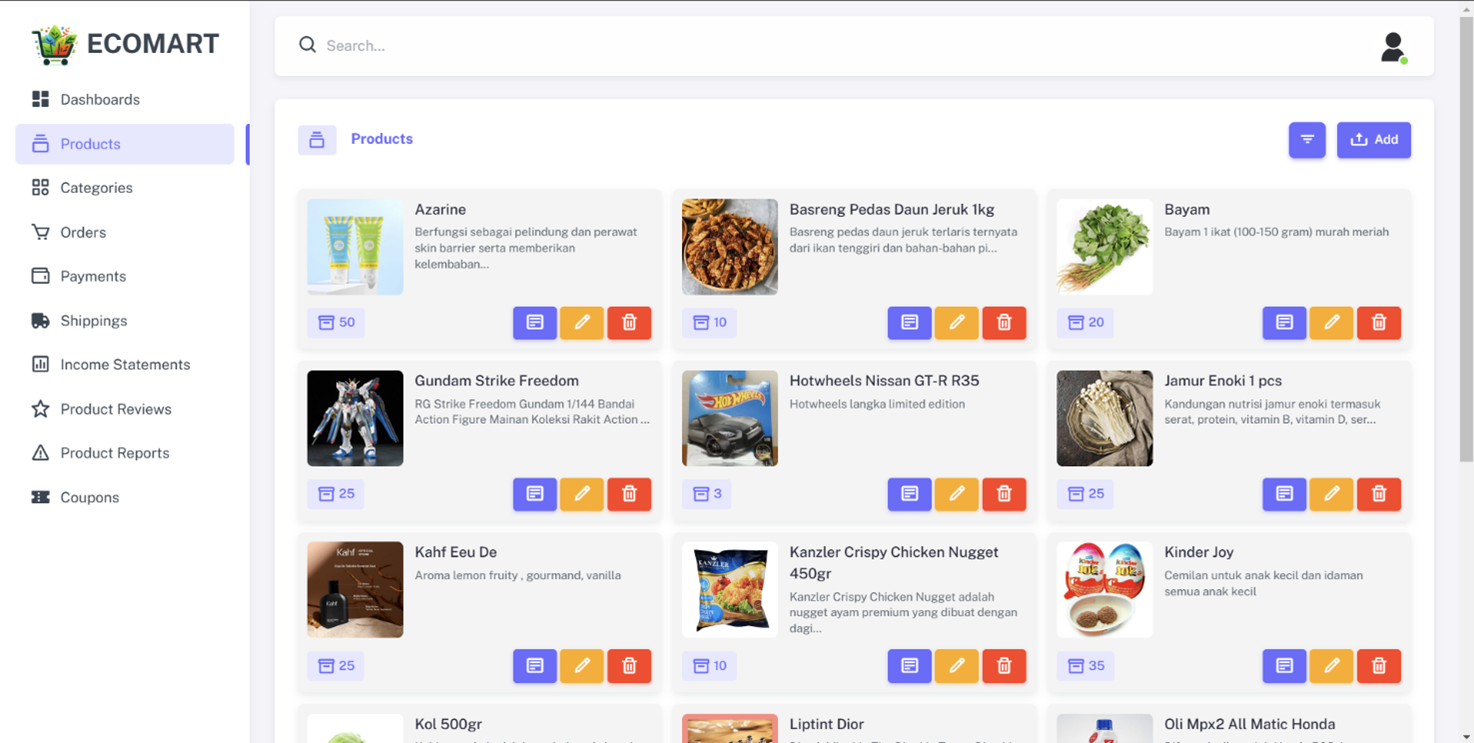 ECOMART
Search...
Dashboards
Products
Categories
Orders
Payments
Shippings
Income Statements
Product Reviews
Product Reports
Coupons
Products
Add
Azarine
Berfungsi sebagai pelindung dan perawat
skin barrier serta memberikan
kelembaban...
50
Basreng Pedas Daun Jeruk 1kg
Basreng pedas daun jeruk terlaris ternyata
dari ikan tenggiri dan bahan-bahan pi...
10
Bayam
Bayam 1 ikat (100-150 gram) murah meriah
20
Gundam Strike Freedom
RG Strike Freedom Gundam 1/144 Bandai
Action Figure Mainan Koleksi Rakit Action ...
25
HOT WHEELS
Hotwheels Nissan GT-R R35
Hotwheels langka limited edition
3
Jamur Enoki 1 pcs
Kandungan nutrisi jamur enoki termasuk
serat, protein, vitamin B, vitamin D, ser...
25
Kahf
Kahf Eeu De
Aroma lemon fruity , gourmand, vanilla
25
KANZLER
Kanzler Crispy Chicken Nugget
450gr
Kanzler Crispy Chicken Nugget adalah
nugget ayam premium yang dibuat dengan
dagi...
10
Kinder Joy
Cemilan untuk anak kecil dan idaman
semua anak kecil
35
Kol 500gr
Liptint Dior
Oli Mpx2 All Matic Honda